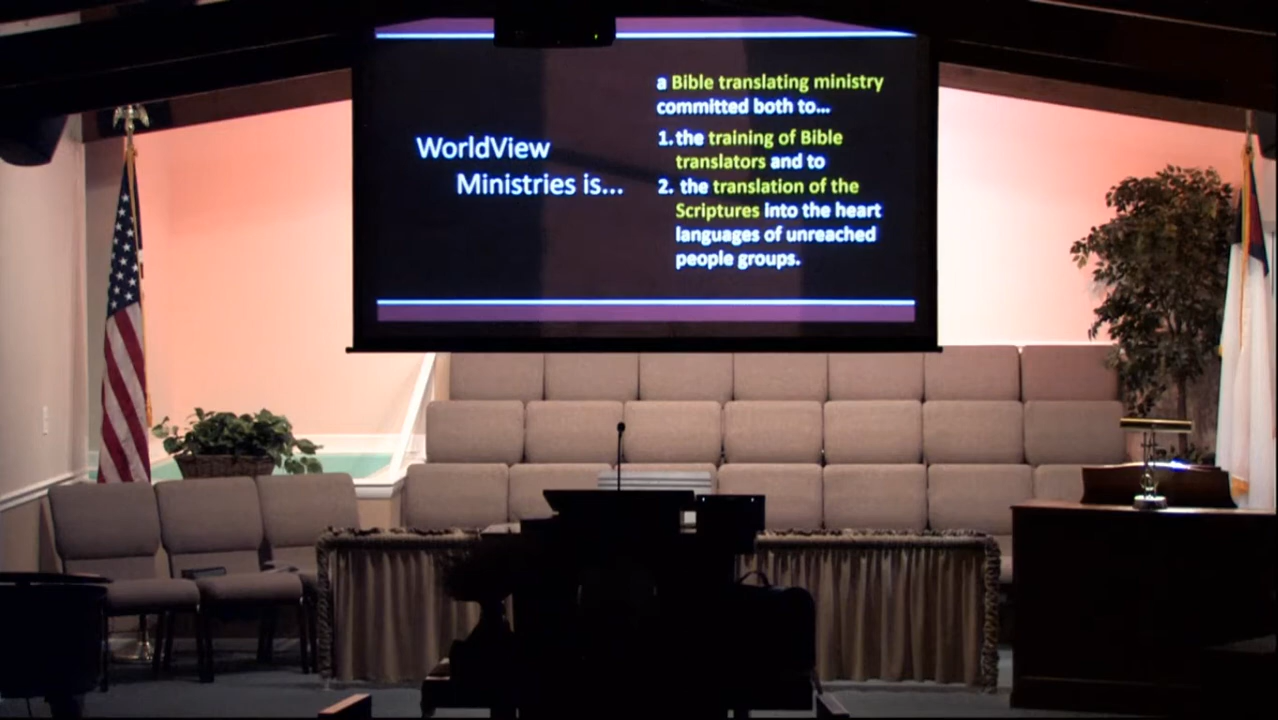 WorldView
Ministries is...
a Bible translating ministry
committed both to...
1. the training of Bible
translators and to
2. the translation of the
Scriptures into the heart
languages of unreached
people groups.